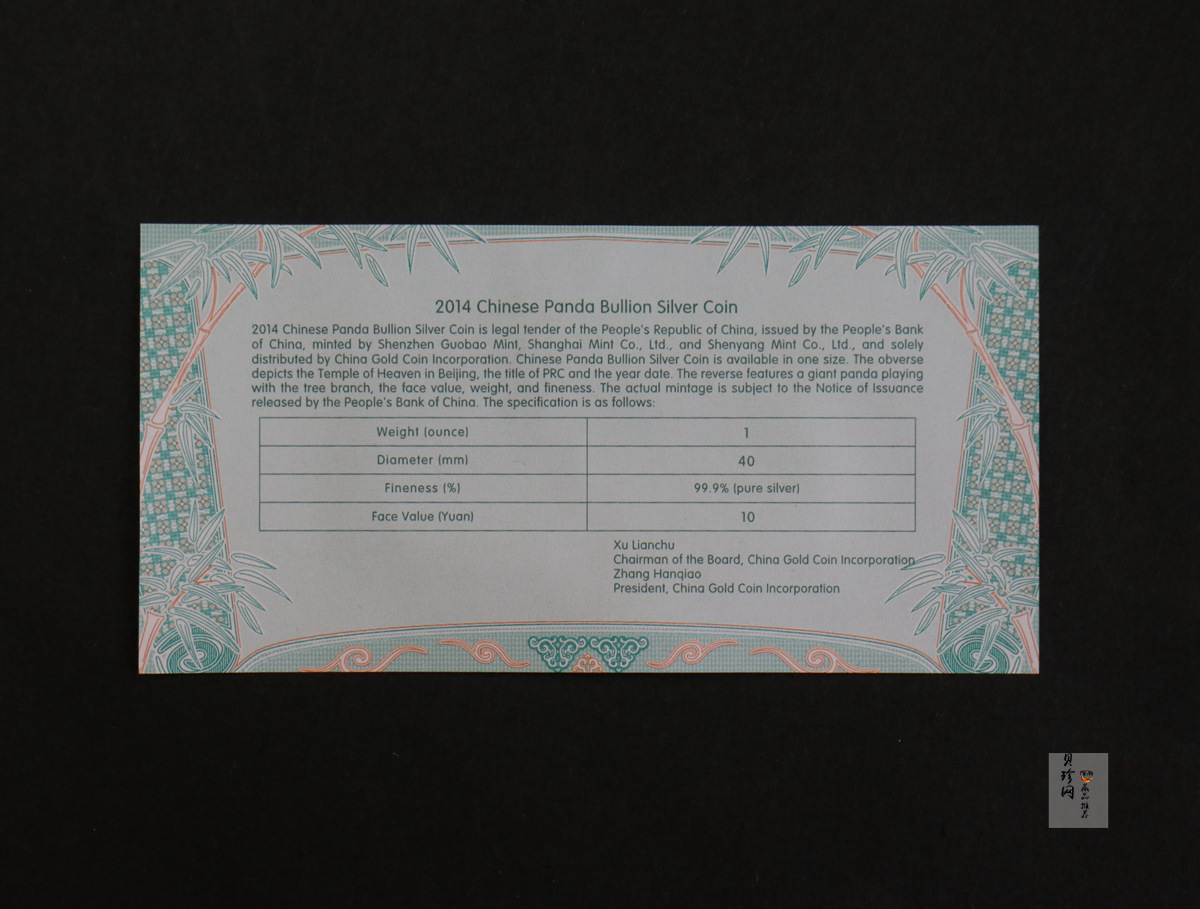 2014 Chinese Panda Bullion Silver Coin
2014 Chinese Panda Bullion Silver Coin is legal tender of the People's Republic of China, issued by the People's Bank
of China, minted by Shenzhen Guobao Mint, Shanghai Mint Co., Ltd., and Shenyang Mint Co., Ltd., and solely
distributed by China Gold Coin Incorporation. Chinese Panda Bullion Silver Coin is available in one size. The obverse
depicts the Temple of Heaven in Beijing, the title of PRC and the year date. The reverse features a giant panda playing
with the tree branch, the face value, weight, and fineness. The actual mintage is subject to the Notice of Issuance
released by the People's Bank of China. The specification is as follows:
Weight (ounce) 1
Diameter (mm) 40
Fineness (%) 99.9% (pure silver)
Face Value (Yuan) 10
Xu Lianchu
Chairman of the Board, China Gold Coin Incorporation
Zhang Hanqiao
President, China Gold Coin Incorporation
贝珍网
品推荐